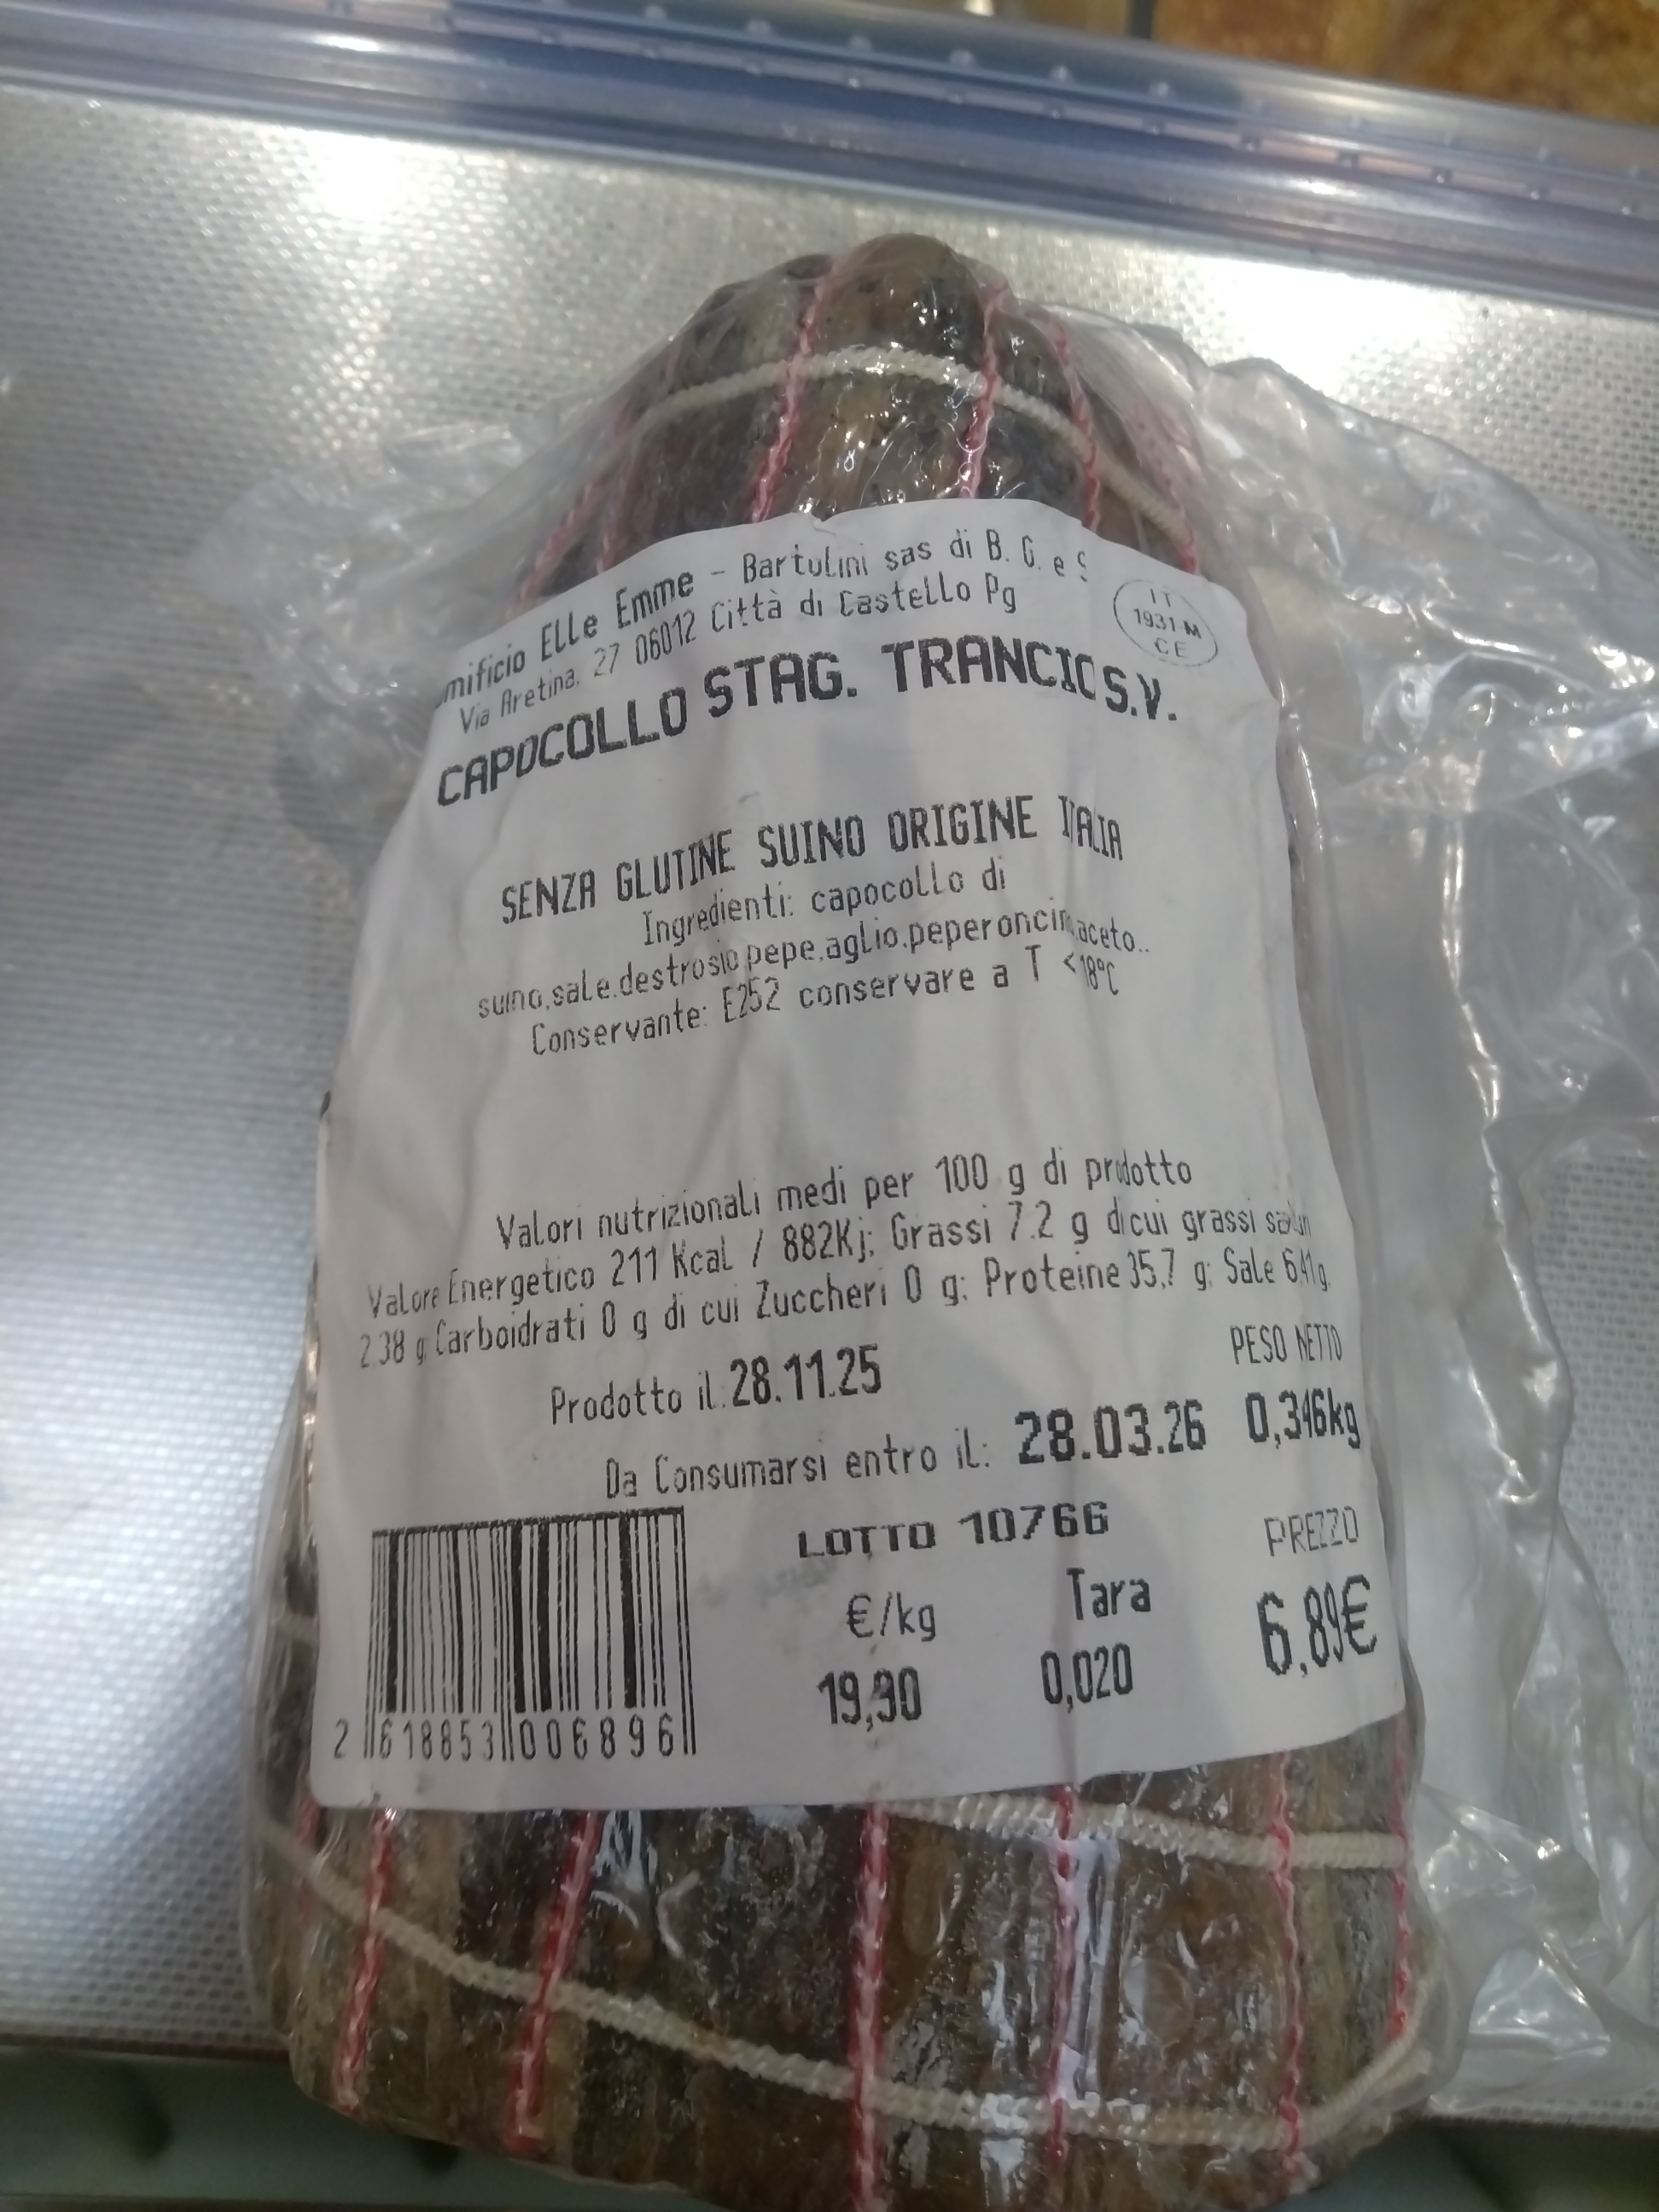 mificio Elle Emme - Bartolini sas di B. G. e S
Via Aretina, 27 06012 Città di Castello Pg
IT
1931 M
CE
CAPOCOLLO STAG. TRANCIO S.V.
SENZA GLUTINE SUINO ORIGINE ITALIA
Ingredienti: capocollo di
suino,sale.destrosio,pepe,aglio,peperoncino,aceto..
Conservante: E252 conservare a T <18°C
Valori nutrizionali medi per 100 g di prodotto
Valore Energetico 211 Kcal / 882Kj; Grassi 7.2 g di cui grassi saturi
2.38 g Carboidrati 0 g di cui Zuccheri 0 g; Proteine 35,7 g; Sale 6,41g.
Prodotto il.28.11.25
PESO NETTO
Da Consumarsi entro il: 28.03.26 0,346kg
LOTTO 10766
PREZZO
€/kg Tara
19,90 0,020 6,89€
2 618853 006896